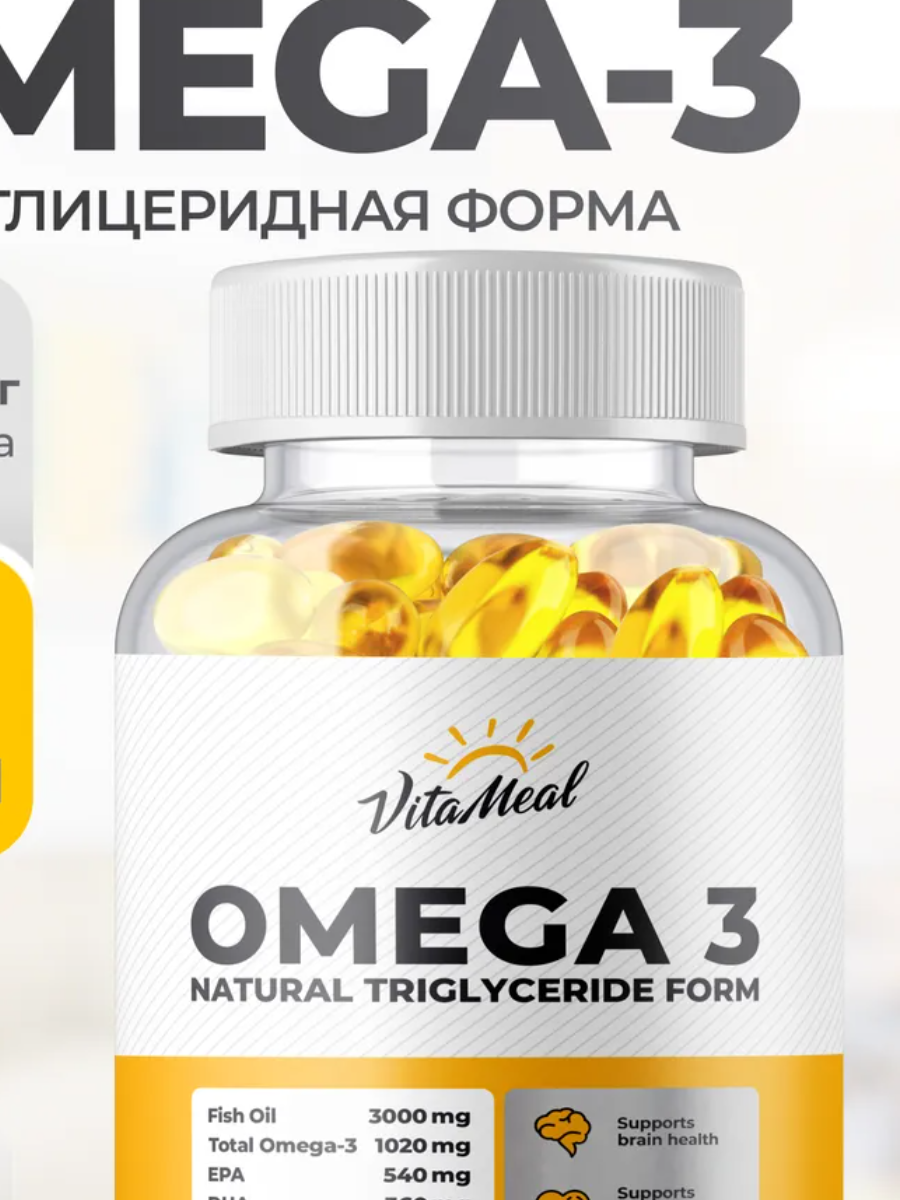 MEGA-3
ГЛИЦЕРИДНАЯ ФОРМА
г
а
VitaMeal
OMEGA 3
NATURAL TRIGLYCERIDE FORM
Fish Oil 3000 mg
Total Omega-3 1020 mg
EPA 540 mg
Supports
brain health
Supports